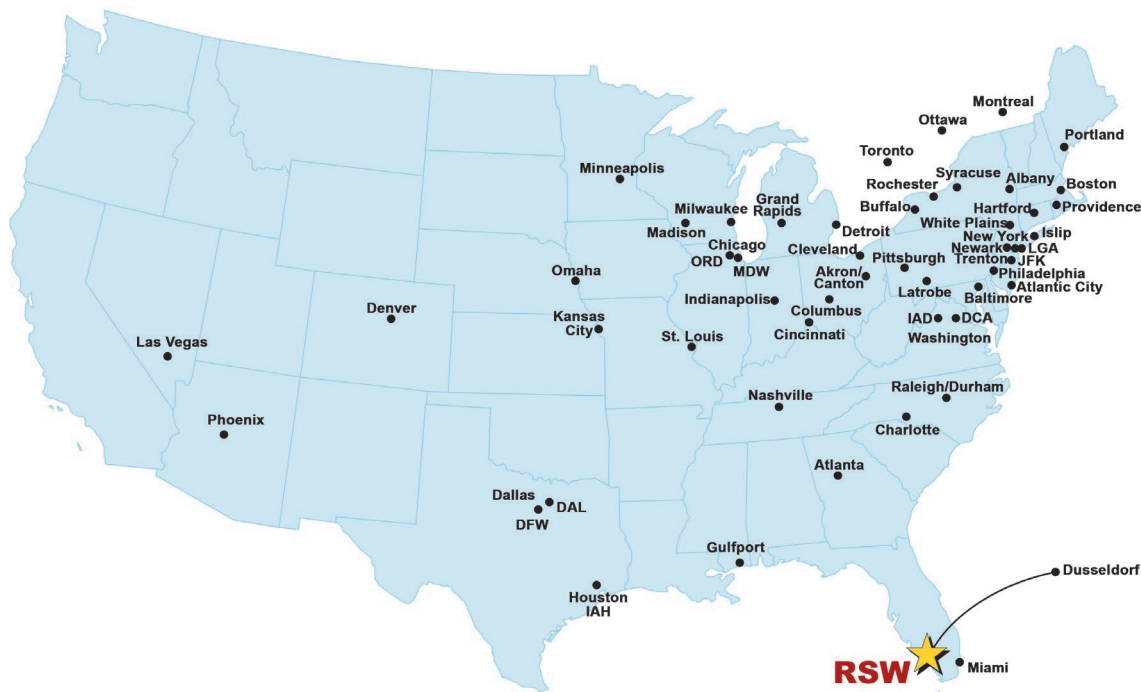 Montreal
Ottawa
Portland
Toronto
Minneapolis
Syracuse
Albany
Rochester
Boston
Milwaukee
Grand
Rapids
Buffalo
Hartford
Providence
Madison
Detroit
White Plains
Islip
Chicago
Cleveland
New York
ORD
MDW
Newark
LGA
Pittsburgh
Trenton
JFK
Omaha
Akron/
Canton
Philadelphia
Latrobe
Atlantic City
Baltimore
Indianapolis
Columbus
Denver
Kansas
City
Cincinnati
IAD
DCA
Washington
Las Vegas
St. Louis
Nashville
Raleigh/Durham
Phoenix
Charlotte
Atlanta
Dallas
DAL
DFW
Gulfport
Houston
IAH
Dusseldorf
RSW
Miami